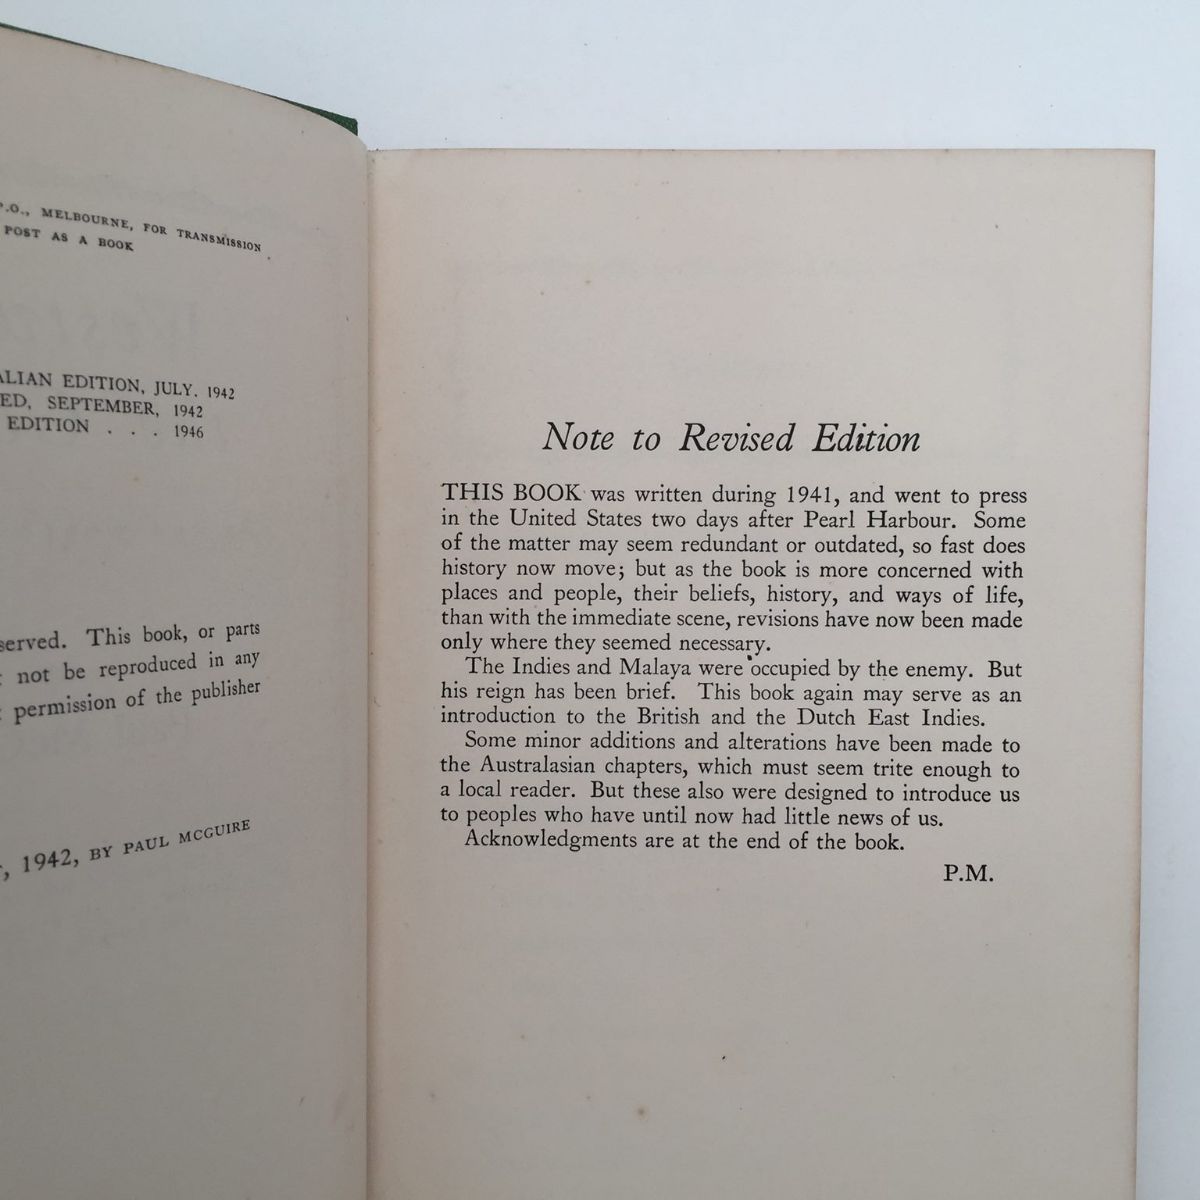 P.O., MELBOURNE, FOR TRANSMISSION
POST AS A BOOK
ALIAN EDITION, JULY, 1942
ED, SEPTEMBER, 1942
EDITION . . . 1946
served. This book, or parts
not be reproduced in any
permission of the publisher
, 1942, BY PAUL MCGUIRE
Note to Revised Edition
THIS BOOK was written during 1941, and went to press
in the United States two days after Pearl Harbour. Some
of the matter may seem redundant or outdated, so fast does
history now move; but as the book is more concerned with
places and people, their beliefs, history, and ways of life,
than with the immediate scene, revisions have now been made
only where they seemed necessary.
The Indies and Malaya were occupied by the enemy. But
his reign has been brief. This book again may serve as an
introduction to the British and the Dutch East Indies.
Some minor additions and alterations have been made to
the Australasian chapters, which must seem trite enough to
a local reader. But these also were designed to introduce us
to peoples who have until now had little news of us.
Acknowledgments are at the end of the book.
P.M.